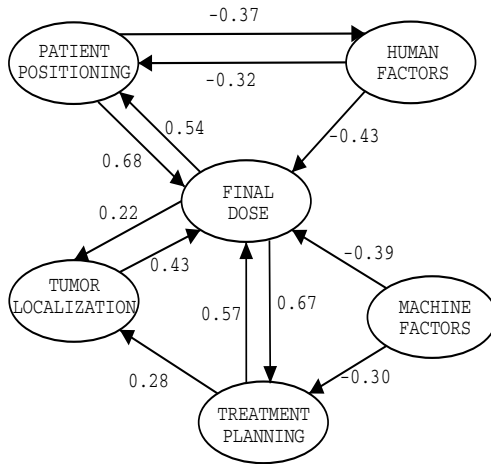 -0.37
PATIENT
POSITIONING
HUMAN
FACTORS
-0.32
0.54
-0.43
0.68
FINAL
DOSE
0.22
-0.39
0.43
TUMOR
LOCALIZATION
0.57
0.67
MACHINE
FACTORS
0.28
-0.30
TREATMENT
PLANNING